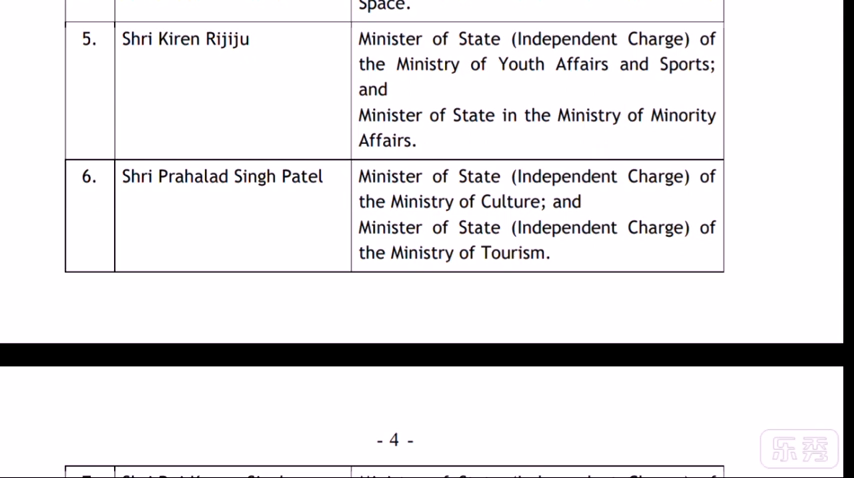 Space.
5. Shri Kiren Rijiju Minister of State (Independent Charge) of
the Ministry of Youth Affairs and Sports;
and
Minister of State in the Ministry of Minority
Affairs.
6. Shri Prahalad Singh Patel Minister of State (Independent Charge) of
the Ministry of Culture; and
Minister of State (Independent Charge) of
the Ministry of Tourism.
- 4 -
乐秀